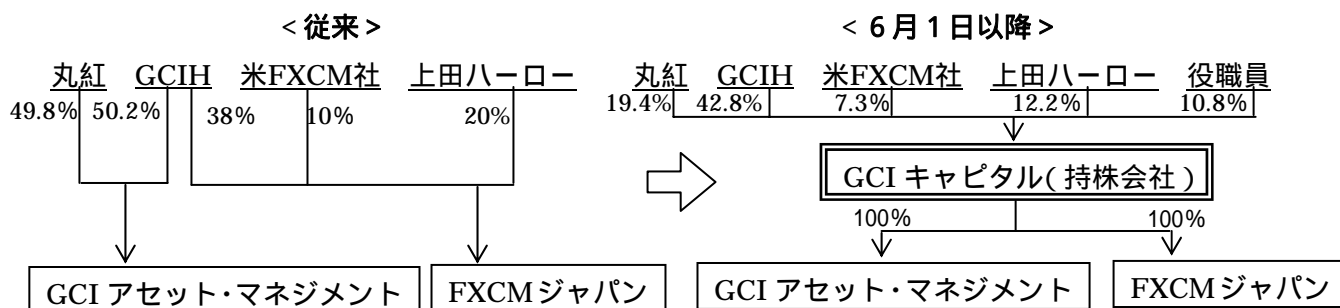 <従来>
<6月1日以降>
丸紅 GCIH 米FXCM社 上田ハーロー
49.8% 50.2% 38% 10% 20%
丸紅 GCIH 米FXCM社 上田ハーロー 役職員
19.4% 42.8% 7.3% 12.2% 10.8%
GCI キャピタル(持株会社)
100% 100%
GCI アセット・マネジメント
FXCMジャパン
GCI アセット・マネジメント
FXCMジャパン